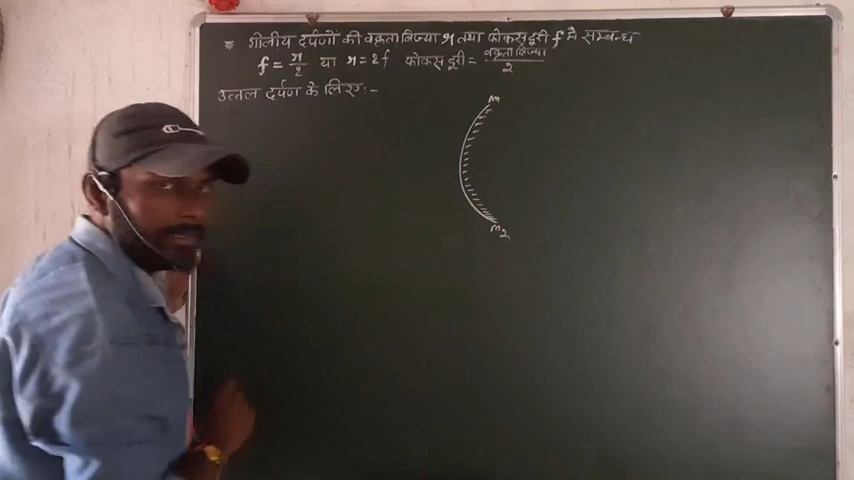 * गोलीय दर्पणों की वक्रता त्रिज्या r तथा फोकस दूरी f में सम्बन्ध
f = r/2 या r = 2f फोकस दूरी = वक्रता त्रिज्या/2
उत्तल दर्पण के लिए :-
M
M2